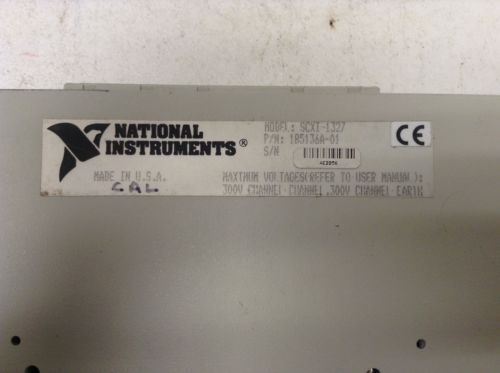 NATIONAL
INSTRUMENTS®
MODEL: SCXI-1327
P/N: 185136A-01
S/N
CE
MADE IN U.S.A.
CAL
MAXIMUM VOLTAGES(REFER TO USER MANUAL):
300V CHANNEL-CHANNEL ,300V CHANNEL-EARTH